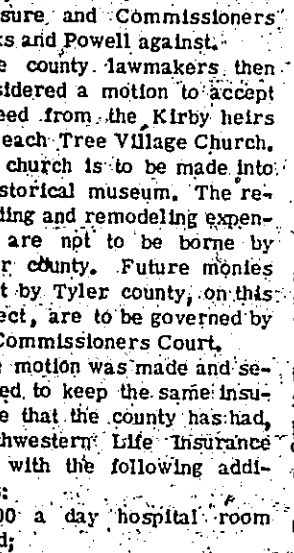 sure and Commissioners
ks and Powell against.
e county lawmakers then
sidered a motion to accept
eed from the Kirby heirs
each Tree Village Church.
church is to be made into
istorical museum. The re-
ding and remodeling expen-
are not to be borne by
r county. Future monies
t by Tyler county, on this
ect, are to be governed by
Commissioners Court.
e motion was made and se-
ed to keep the same insu-
e that the county has had,
thwestern Life Insurance
with the following addi-
s:
00 a day hospital room
d;